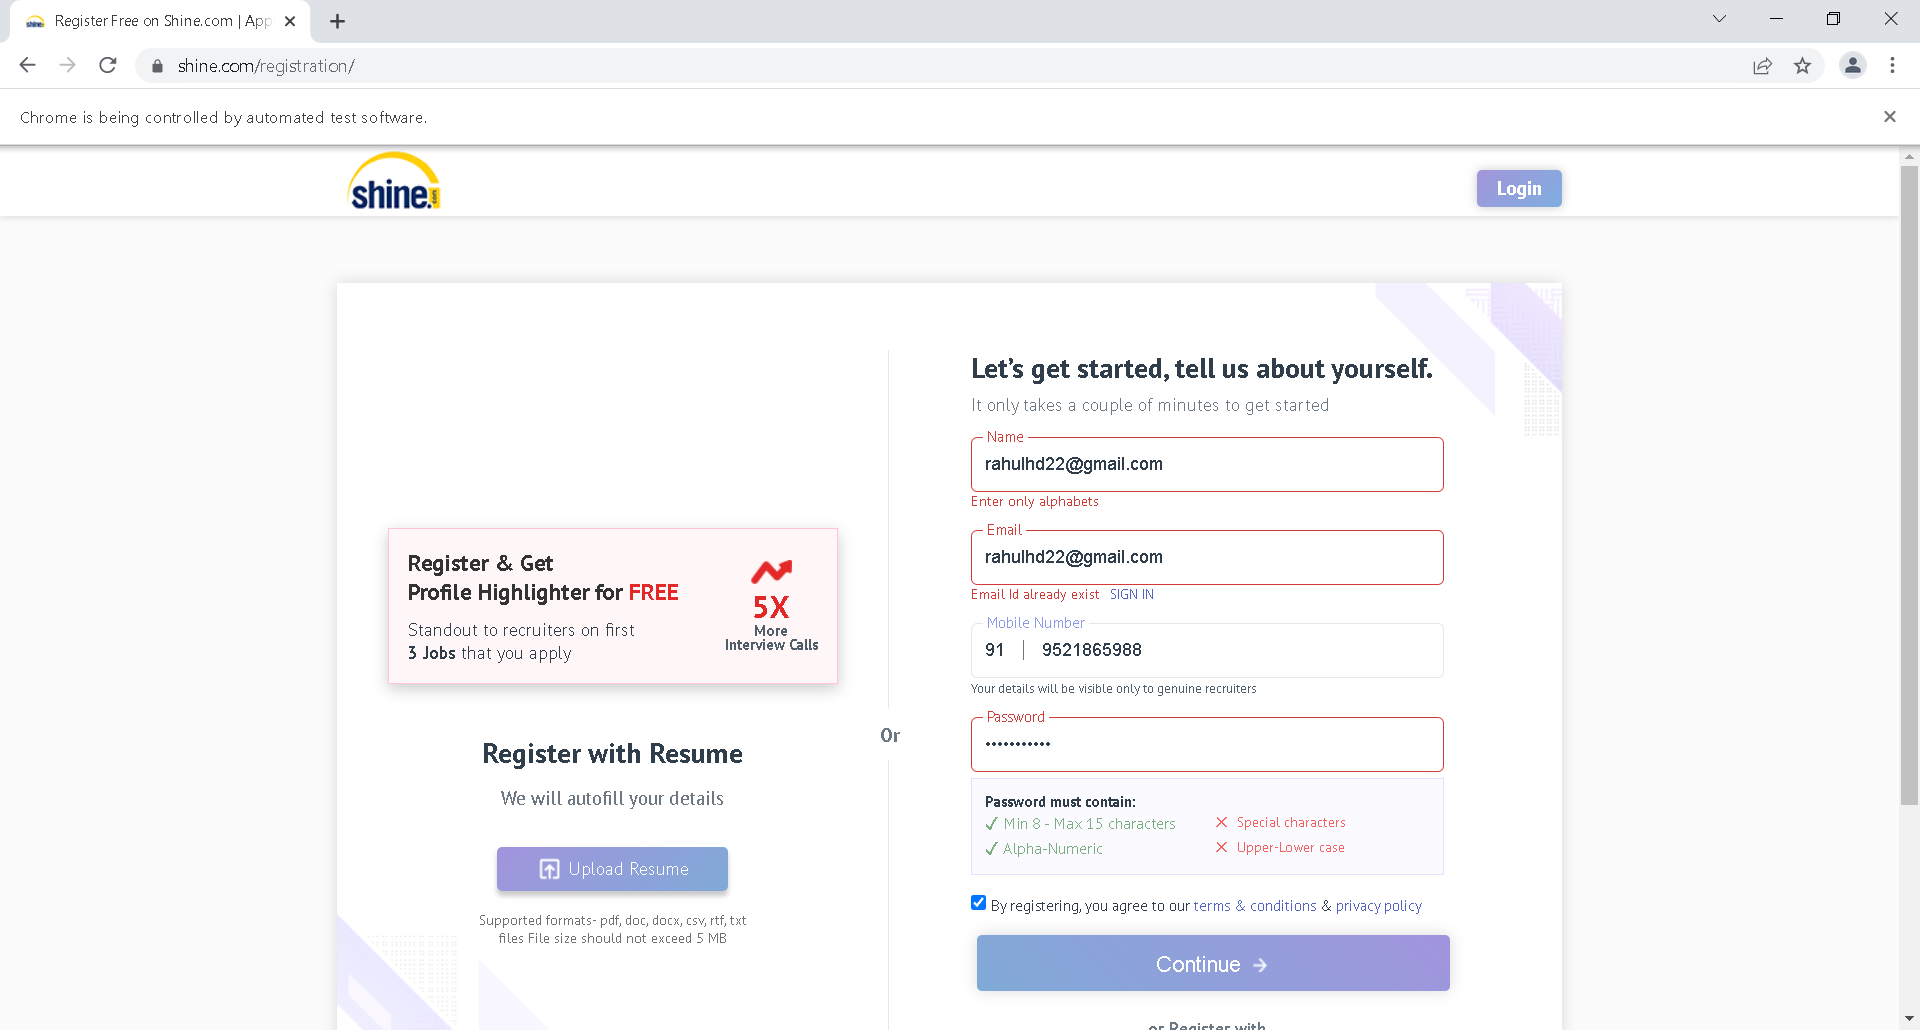 Register Free on Shine.com | App
shine.com/registration/
Chrome is being controlled by automated test software.
shine.com
Login
Let's get started, tell us about yourself.
It only takes a couple of minutes to get started
Name
rahulhd22@gmail.com
Enter only alphabets
Email
rahulhd22@gmail.com
Email Id already exist SIGN IN
Mobile Number
91 | 9521865988
Your details will be visible only to genuine recruiters
Password
•••••••••••
Password must contain:
✓ Min 8 - Max 15 characters
✕ Special characters
✓ Alpha-Numeric
✕ Upper-Lower case
By registering, you agree to our terms & conditions & privacy policy
Continue →
or Register with
Or
Register & Get
Profile Highlighter for FREE
Standout to recruiters on first
3 Jobs that you apply
5X
More
Interview Calls
Register with Resume
We will autofill your details
Upload Resume
Supported formats- pdf, doc, docx, csv, rtf, txt
files File size should not exceed 5 MB